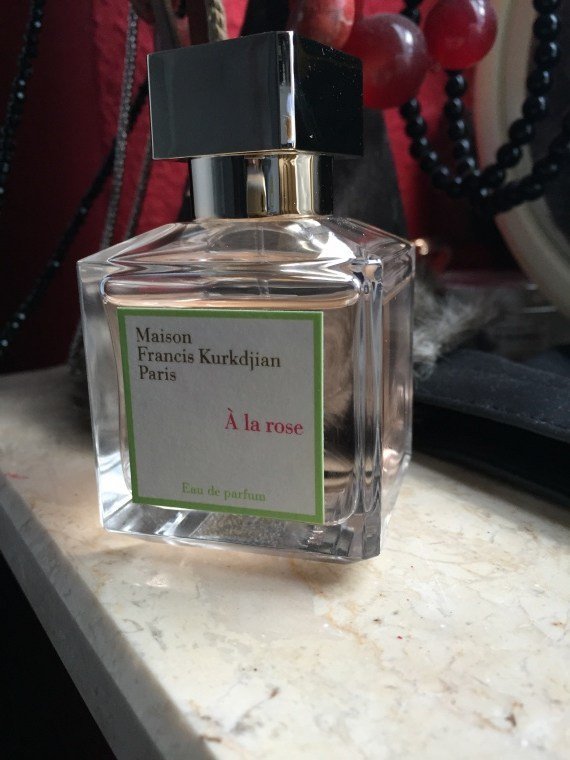 Maison
Francis Kurkdjian
Paris
À la rose
Eau de parfum